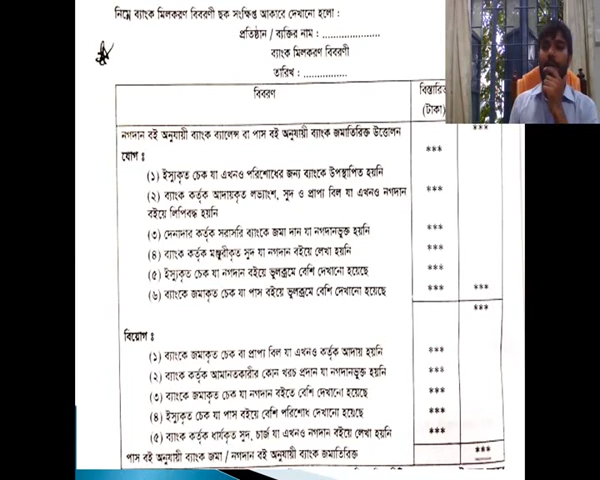 নিম্নে ব্যাংক মিলকরণ বিবরণী ছক সংক্ষিপ্ত আকারে দেখানো হলো :
প্রতিষ্ঠান / ব্যক্তির নাম : ....................
ব্যাংক মিলকরণ বিবরণী
তারিখ : ...............
বিবরণ
বিস্তারিত
(টাকা)
নগদান বই অনুযায়ী ব্যাংক ব্যালেন্স বা পাস বই অনুযায়ী ব্যাংক জমাতিরিক্ত উত্তোলন ***
যোগ : ***
(১) ইস্যুকৃত চেক যা এখনও পরিশোধের জন্য ব্যাংকে উপস্থাপিত হয়নি
(২) ব্যাংক কর্তৃক আদায়কৃত লভ্যাংশ, সুদ ও প্রাপ্য বিল যা এখনও নগদান ***
বইয়ে লিপিবদ্ধ হয়নি
(৩) দেনাদার কর্তৃক সরাসরি ব্যাংকে জমা দান যা নগদানভুক্ত হয়নি ***
(৪) ব্যাংক কর্তৃক মঞ্জুরীকৃত সুদ যা নগদান বইয়ে লেখা হয়নি ***
(৫) ইস্যুকৃত চেক যা নগদান বইয়ে ভুলক্রমে বেশি দেখানো হয়েছে ***
(৬) ব্যাংকে জমাকৃত চেক যা পাস বইয়ে ভুলক্রমে বেশি দেখানো হয়েছে *** ***
***
বিয়োগ :
(১) ব্যাংকে জমাকৃত চেক বা প্রাপ্য বিল যা এখনও কর্তৃক আদায় হয়নি ***
(২) ব্যাংক কর্তৃক আমানতকারীর কোন খরচ প্রদান যা নগদানভুক্ত হয়নি ***
(৩) ব্যাংকে জমাকৃত চেক যা নগদান বইতে বেশি দেখানো হয়েছে ***
(৪) ইস্যুকৃত চেক যা পাস বইয়ে বেশি পরিশোধ দেখানো হয়েছে ***
(৫) ব্যাংক কর্তৃক ধার্যকৃত সুদ, চার্জ যা এখনও নগদান বইয়ে লেখা হয়নি ***
পাস বই অনুযায়ী ব্যাংক জমা / নগদান বই অনুযায়ী ব্যাংক জমাতিরিক্ত ***